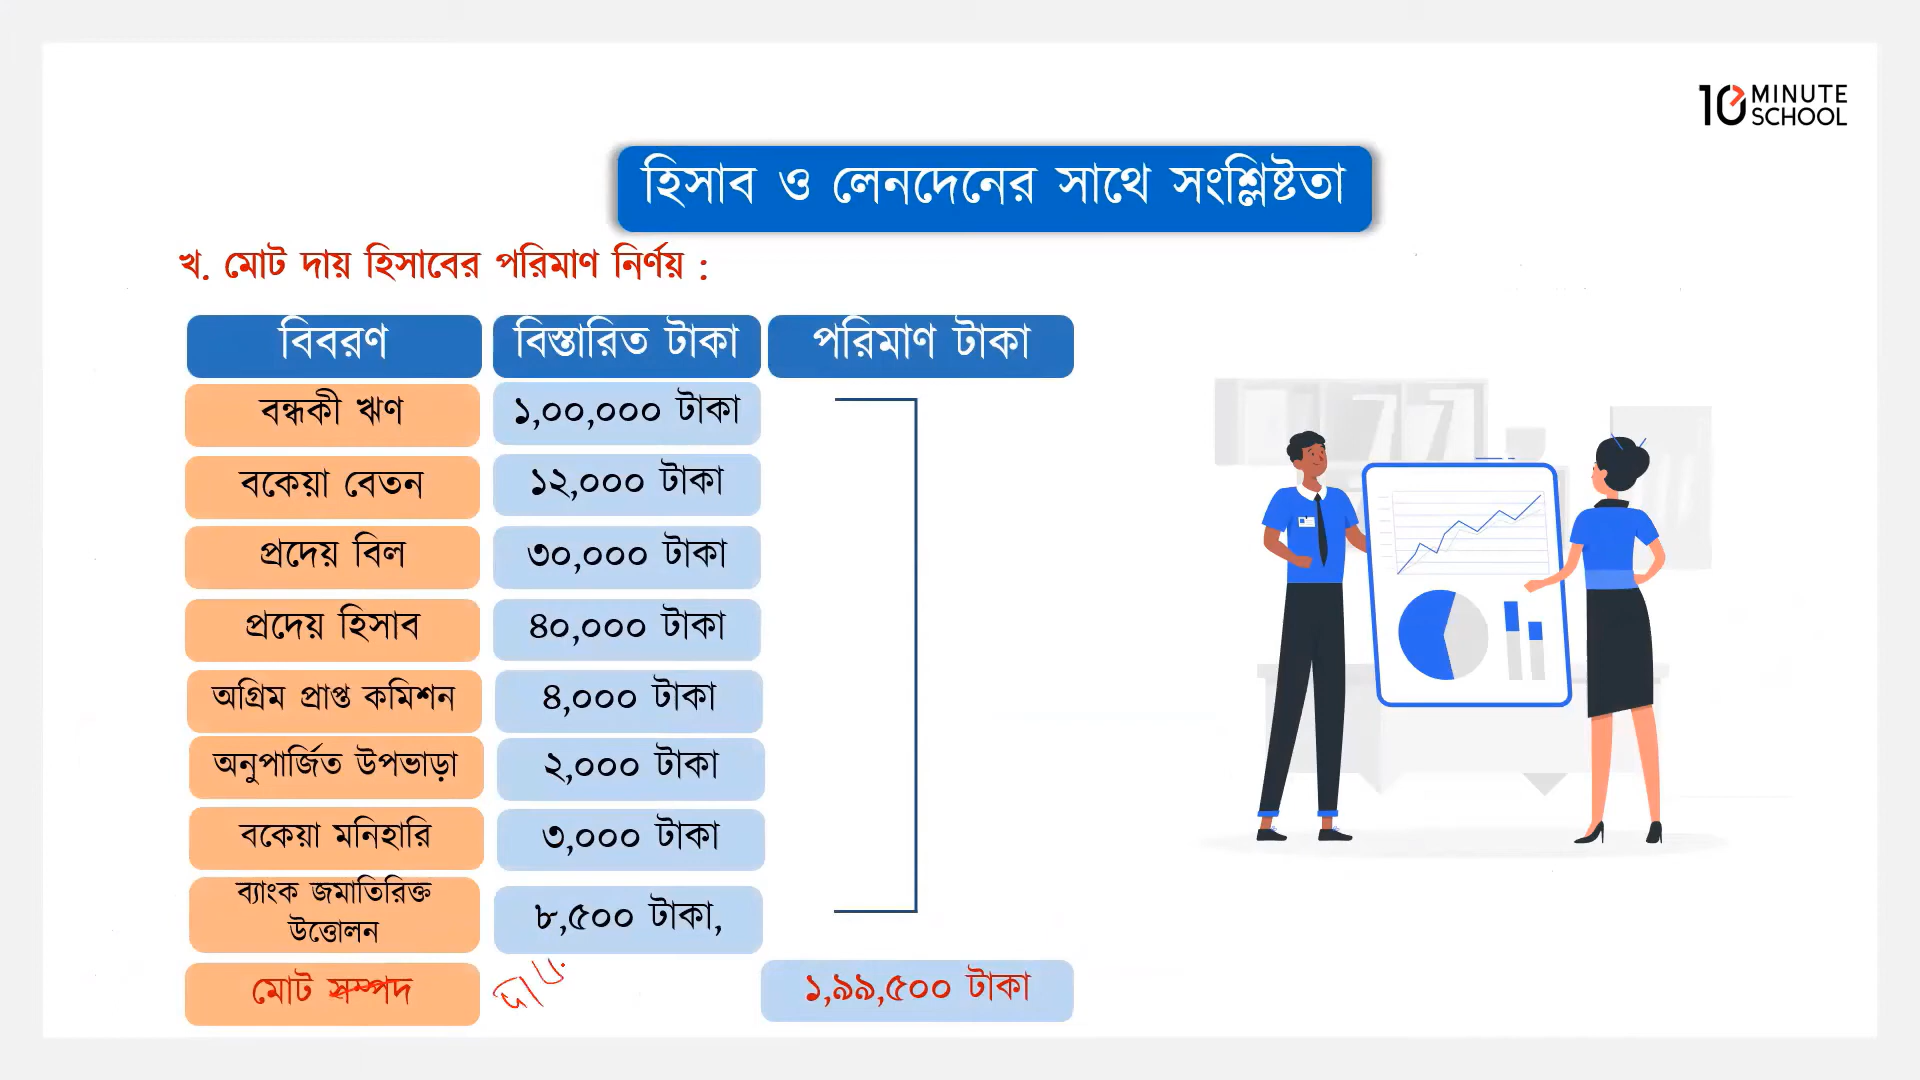 10 MINUTE
SCHOOL
হিসাব ও লেনদেনের সাথে সংশ্লিষ্টতা
খ. মোট দায় হিসাবের পরিমাণ নির্ণয় :
বিবরণ বিস্তারিত টাকা পরিমাণ টাকা
বন্ধকী ঋণ ১,০০,০০০ টাকা
বকেয়া বেতন ১২,০০০ টাকা
প্রদেয় বিল ৩০,০০০ টাকা
প্রদেয় হিসাব ৪০,০০০ টাকা
অগ্রিম প্রাপ্ত কমিশন ৪,০০০ টাকা
অনুপার্জিত উপভাড়া ২,০০০ টাকা
বকেয়া মনিহারি ৩,০০০ টাকা
ব্যাংক জমাতিরিক্ত
উত্তোলন ৮,৫০০ টাকা,
মোট সম্পদ দায় ১,৯৯,৫০০ টাকা